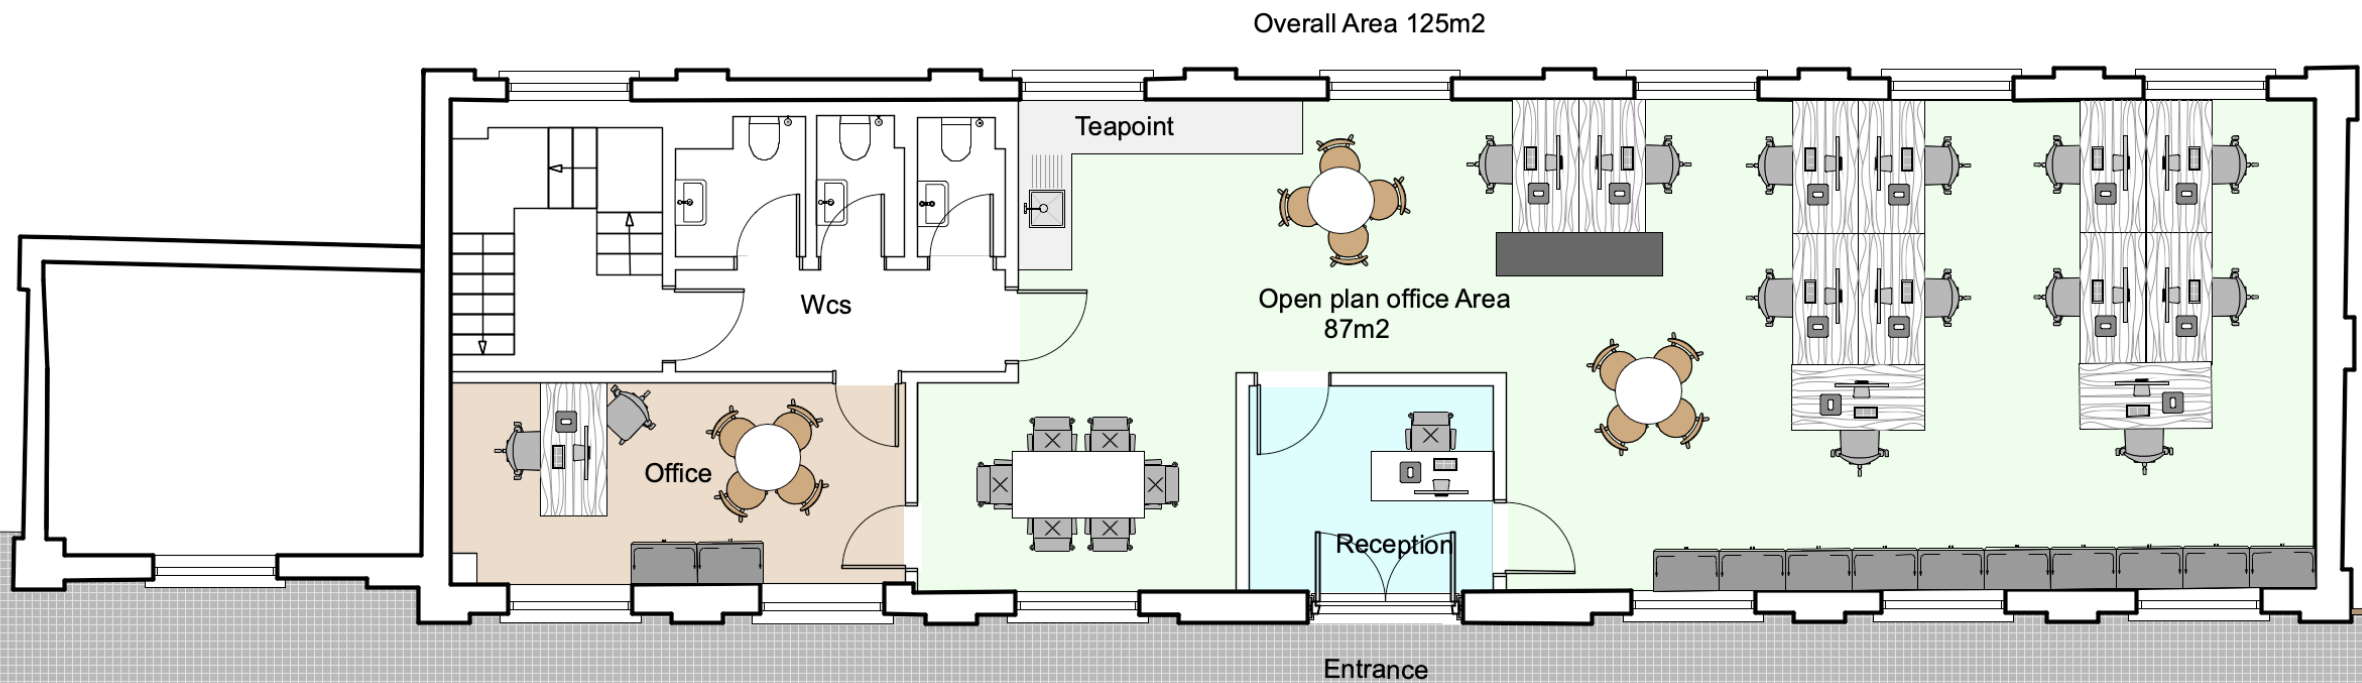 Overall Area 125m2
Teapoint
Wcs
Open plan office Area
87m2
Office
Reception
Entrance